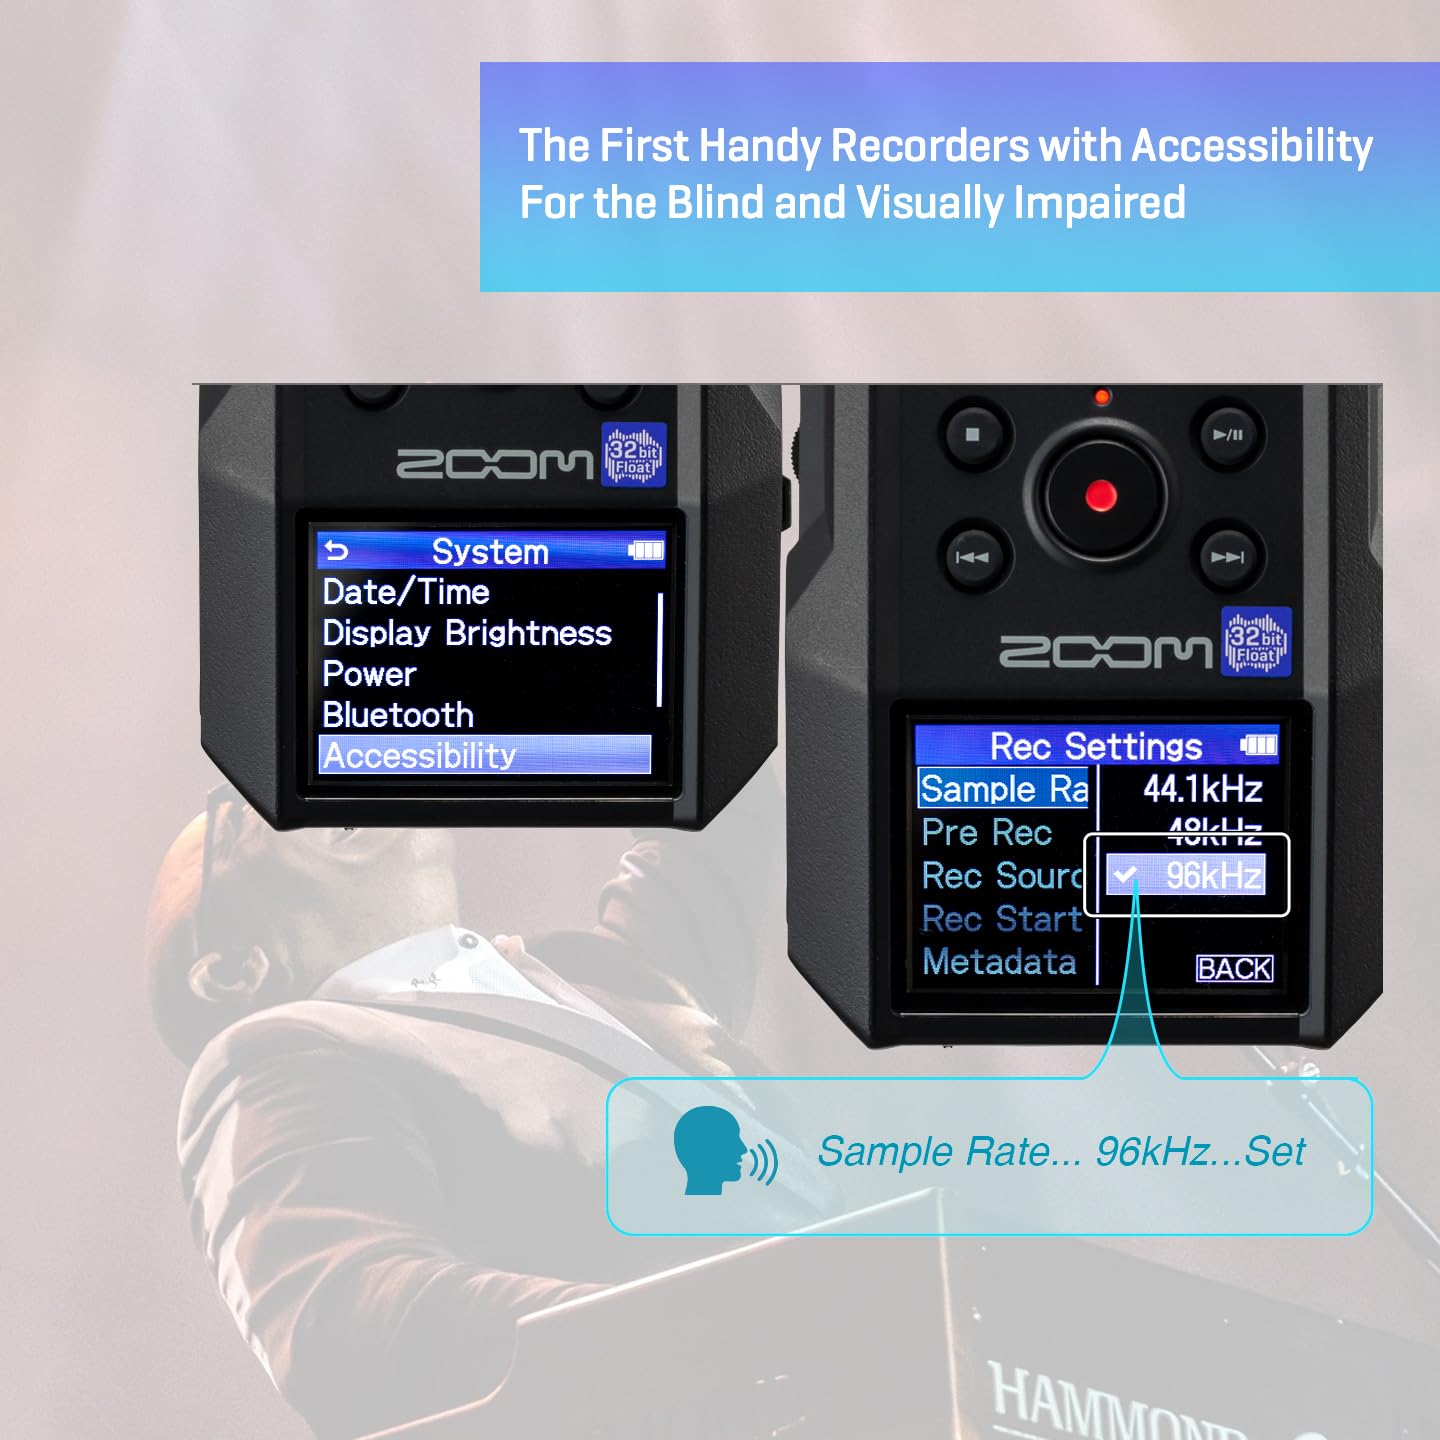 The First Handy Recorders with Accessibility
For the Blind and Visually Impaired
ZOOM
32bit
Float
System
Date/Time
Display Brightness
Power
Bluetooth
Accessibility
ZOOM
32bit
Float
Rec Settings
Sample Ra
44.1kHz
Pre Rec
48kHz
Rec Sourc
96kHz
Rec Start
Metadata
BACK
Sample Rate... 96kHz...Set
HAMMOND